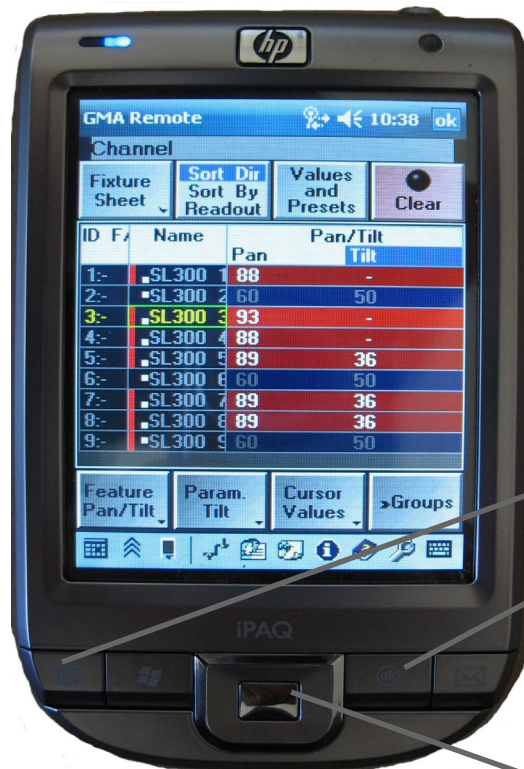 hp
GMA Remote 10:38 ok
Channel
Fixture Sheet
Sort Dir
Sort By
Readout
Values and Presets
Clear
ID FA Name Pan/Tilt
Pan Tilt
1:- SL300 1 88 -
2:- SL300 2 60 50
3:- SL300 3 93 -
4:- SL300 4 88 -
5:- SL300 5 89 36
6:- SL300 6 60 50
7:- SL300 7 89 36
8:- SL300 8 89 36
9:- SL300 9 60 50
Feature Pan/Tilt
Param. Tilt
Cursor Values
»Groups
iPAQ
ok